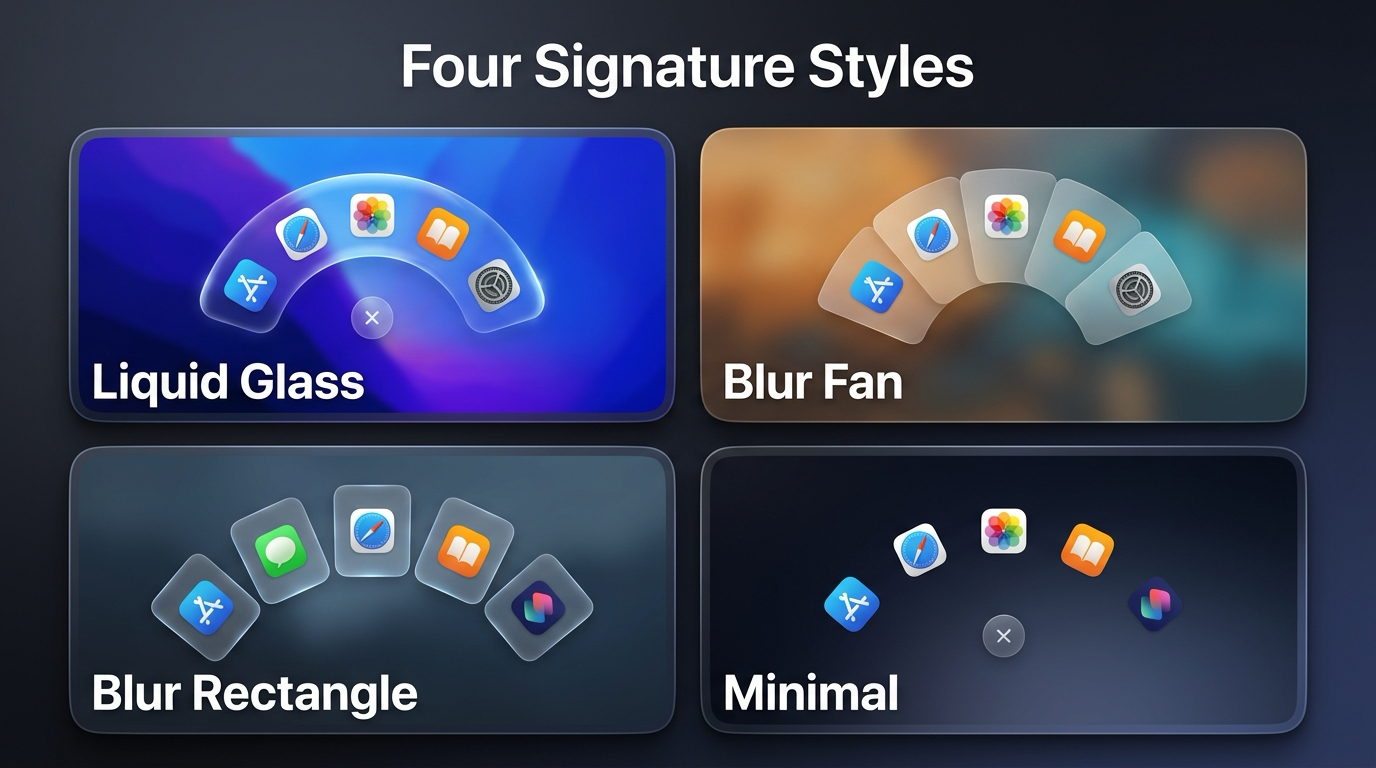 Four Signature Styles
Liquid Glass
Blur Fan
Blur Rectangle
Minimal